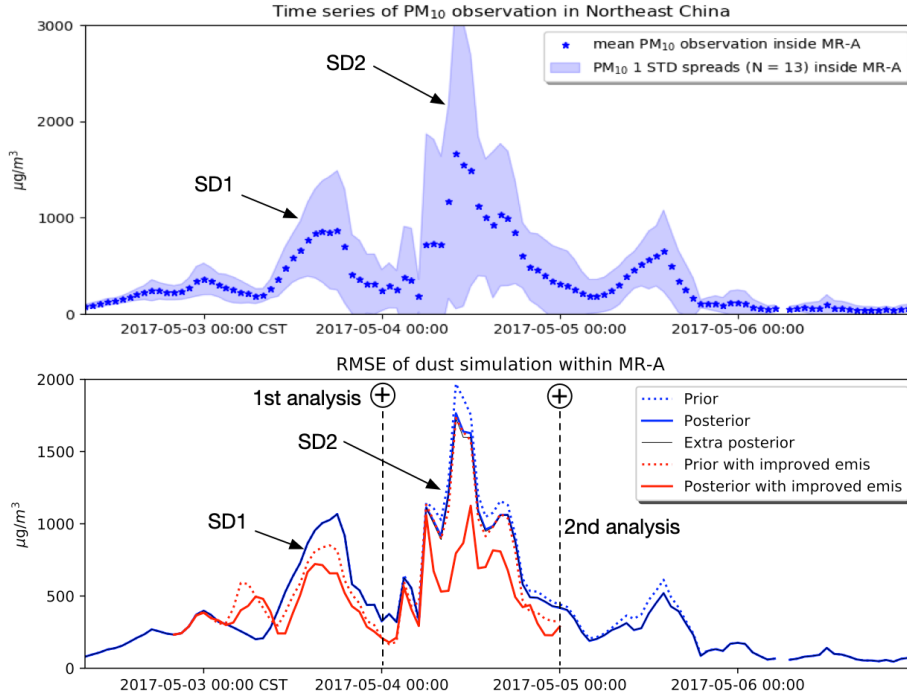 Time series of PM₁₀ observation in Northeast China
3000
2000
1000
0
μg/m³
SD1
SD2
mean PM₁₀ observation inside MR-A
PM₁₀ 1 STD spreads (N = 13) inside MR-A
2017-05-03 00:00 CST
2017-05-04 00:00
2017-05-05 00:00
2017-05-06 00:00
RMSE of dust simulation within MR-A
2000
1500
1000
500
0
μg/m³
1st analysis
SD2
SD1
2nd analysis
Prior
Posterior
Extra posterior
Prior with improved emis
Posterior with improved emis
2017-05-03 00:00 CST
2017-05-04 00:00
2017-05-05 00:00
2017-05-06 00:00